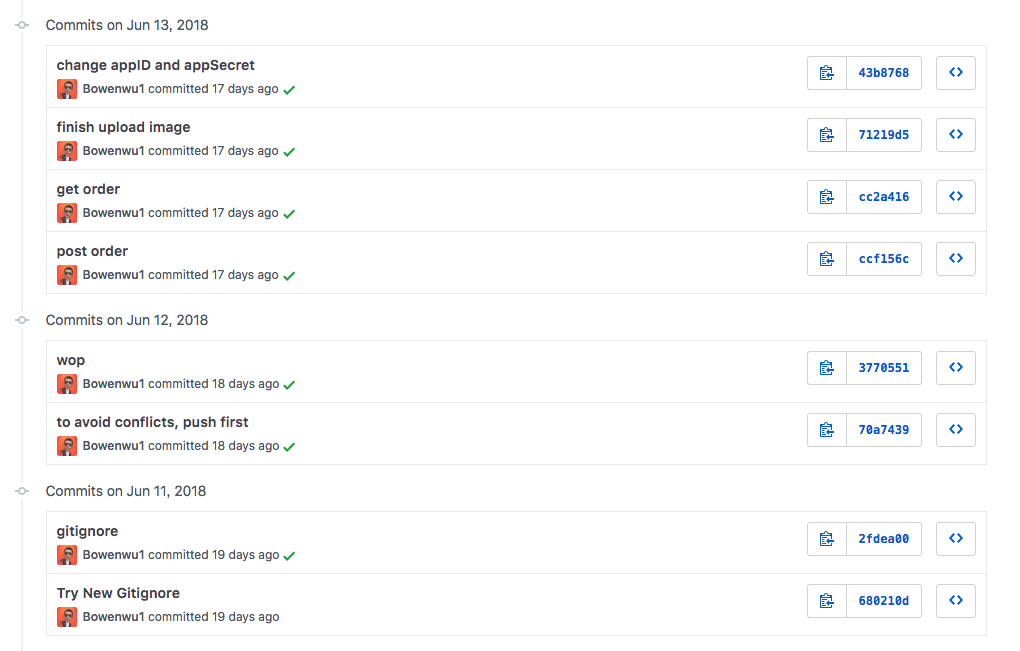 Commits on Jun 13, 2018
change appID and appSecret
43b8768
Bowenwu1 committed 17 days ago
finish upload image
71219d5
Bowenwu1 committed 17 days ago
get order
cc2a416
Bowenwu1 committed 17 days ago
post order
ccf156c
Bowenwu1 committed 17 days ago
Commits on Jun 12, 2018
wop
3770551
Bowenwu1 committed 18 days ago
to avoid conflicts, push first
70a7439
Bowenwu1 committed 18 days ago
Commits on Jun 11, 2018
gitignore
2fdea00
Bowenwu1 committed 19 days ago
Try New Gitignore
680210d
Bowenwu1 committed 19 days ago